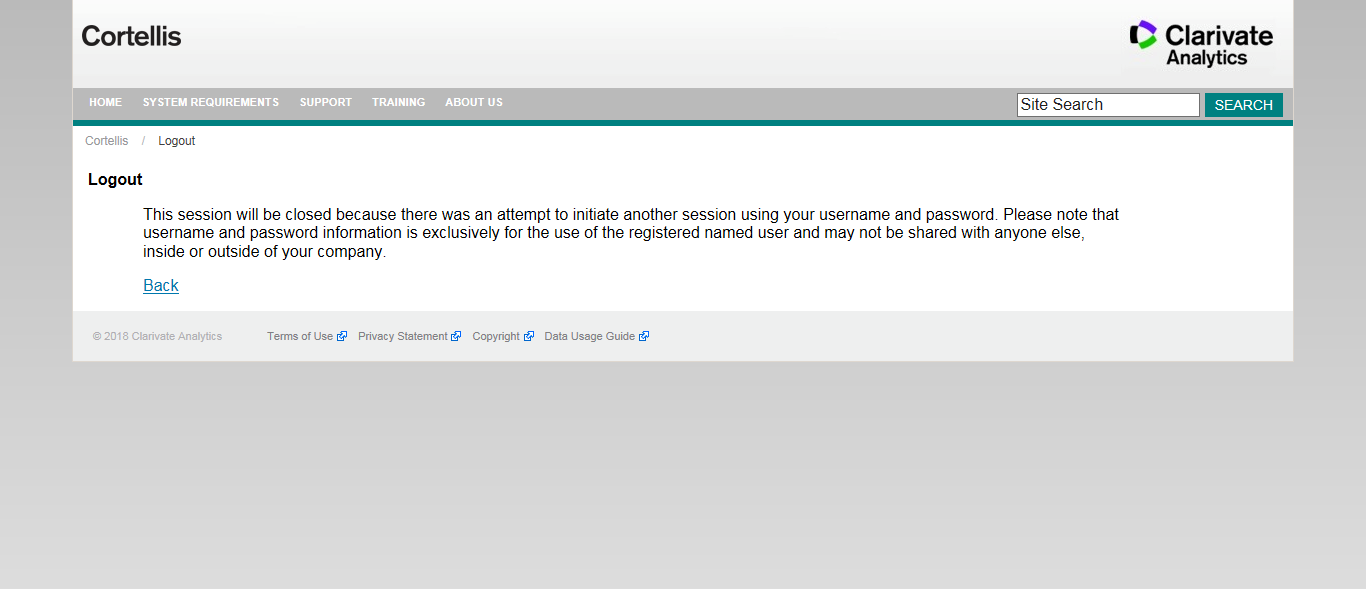 Cortellis
Clarivate
Analytics
HOME SYSTEM REQUIREMENTS SUPPORT TRAINING ABOUT US
Site Search SEARCH
Cortellis / Logout
Logout
This session will be closed because there was an attempt to initiate another session using your username and password. Please note that
username and password information is exclusively for the use of the registered named user and may not be shared with anyone else,
inside or outside of your company.
Back
© 2018 Clarivate Analytics Terms of Use Privacy Statement Copyright Data Usage Guide